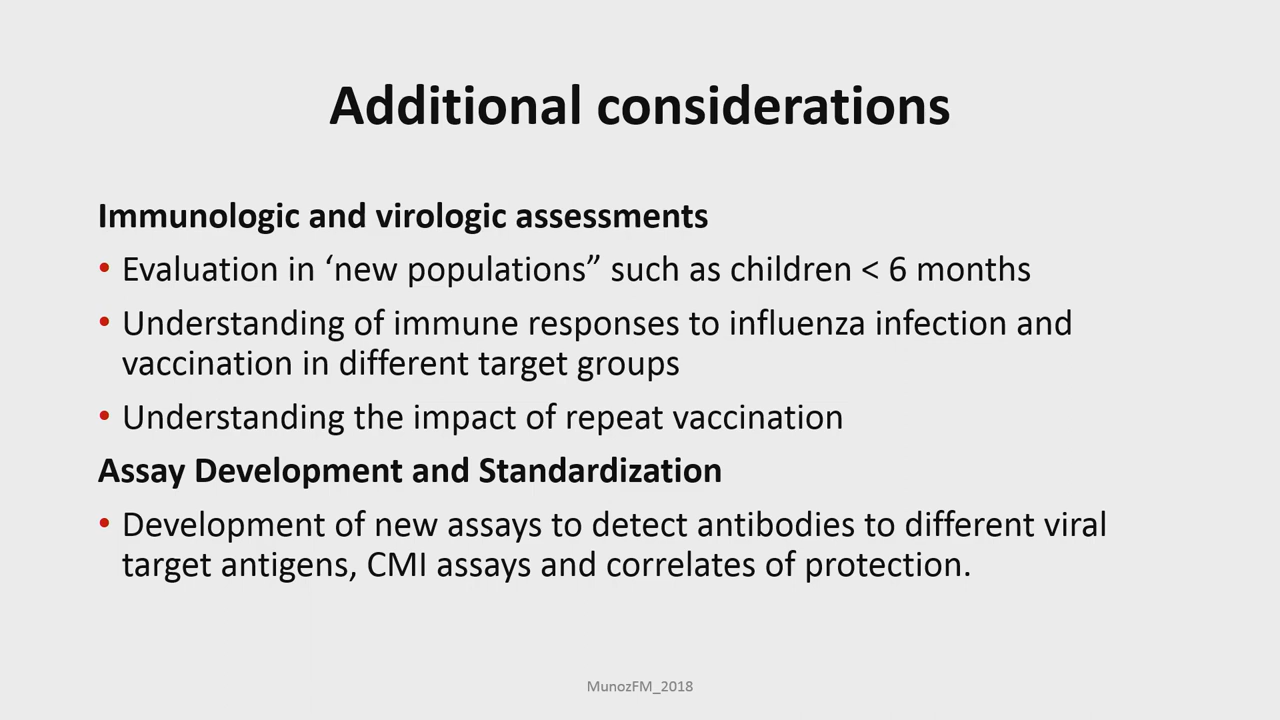 Additional considerations
Immunologic and virologic assessments
• Evaluation in ‘new populations” such as children < 6 months
• Understanding of immune responses to influenza infection and
vaccination in different target groups
• Understanding the impact of repeat vaccination
Assay Development and Standardization
• Development of new assays to detect antibodies to different viral
target antigens, CMI assays and correlates of protection.
MunozFM_2018